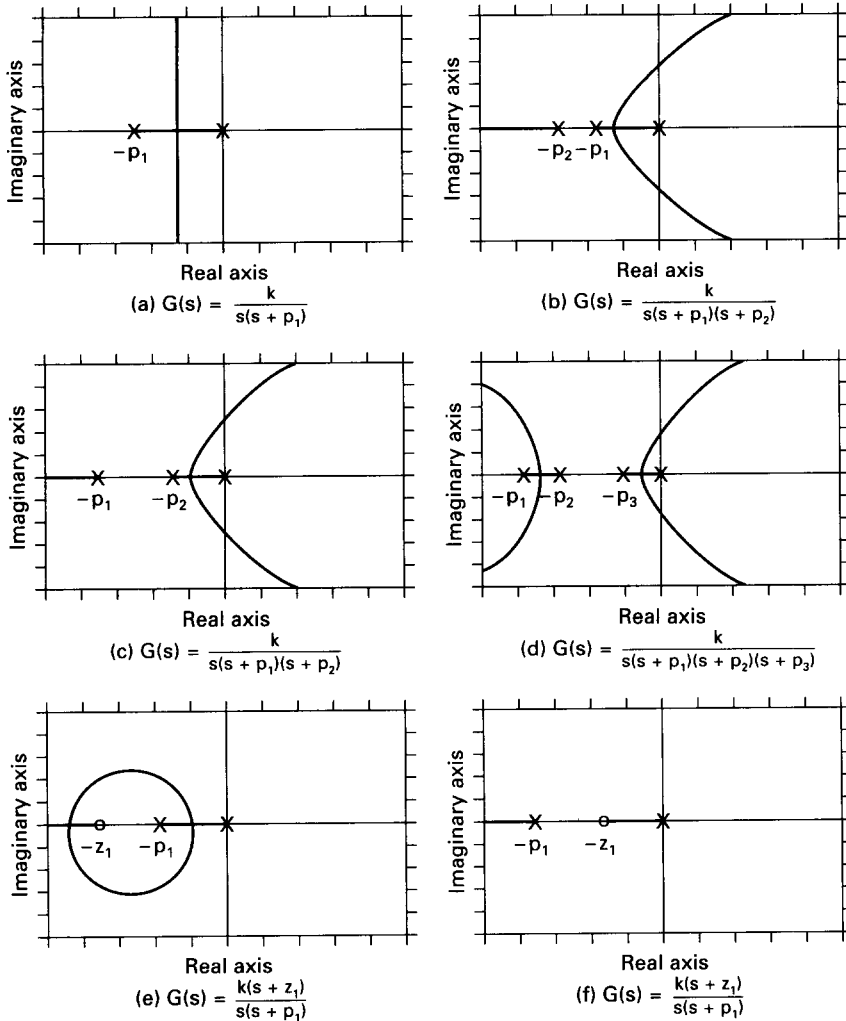 Imaginary axis
-p₁
Real axis
(a) G(s) = k / s(s + p₁)
Imaginary axis
-p₂ -p₁
Real axis
(b) G(s) = k / s(s + p₁)(s + p₂)
Imaginary axis
-p₁ -p₂
Real axis
(c) G(s) = k / s(s + p₁)(s + p₂)
Imaginary axis
-p₁ -p₂ -p₃
Real axis
(d) G(s) = k / s(s + p₁)(s + p₂)(s + p₃)
Imaginary axis
-z₁ -p₁
Real axis
(e) G(s) = k(s + z₁) / s(s + p₁)
Imaginary axis
-p₁ -z₁
Real axis
(f) G(s) = k(s + z₁) / s(s + p₁)